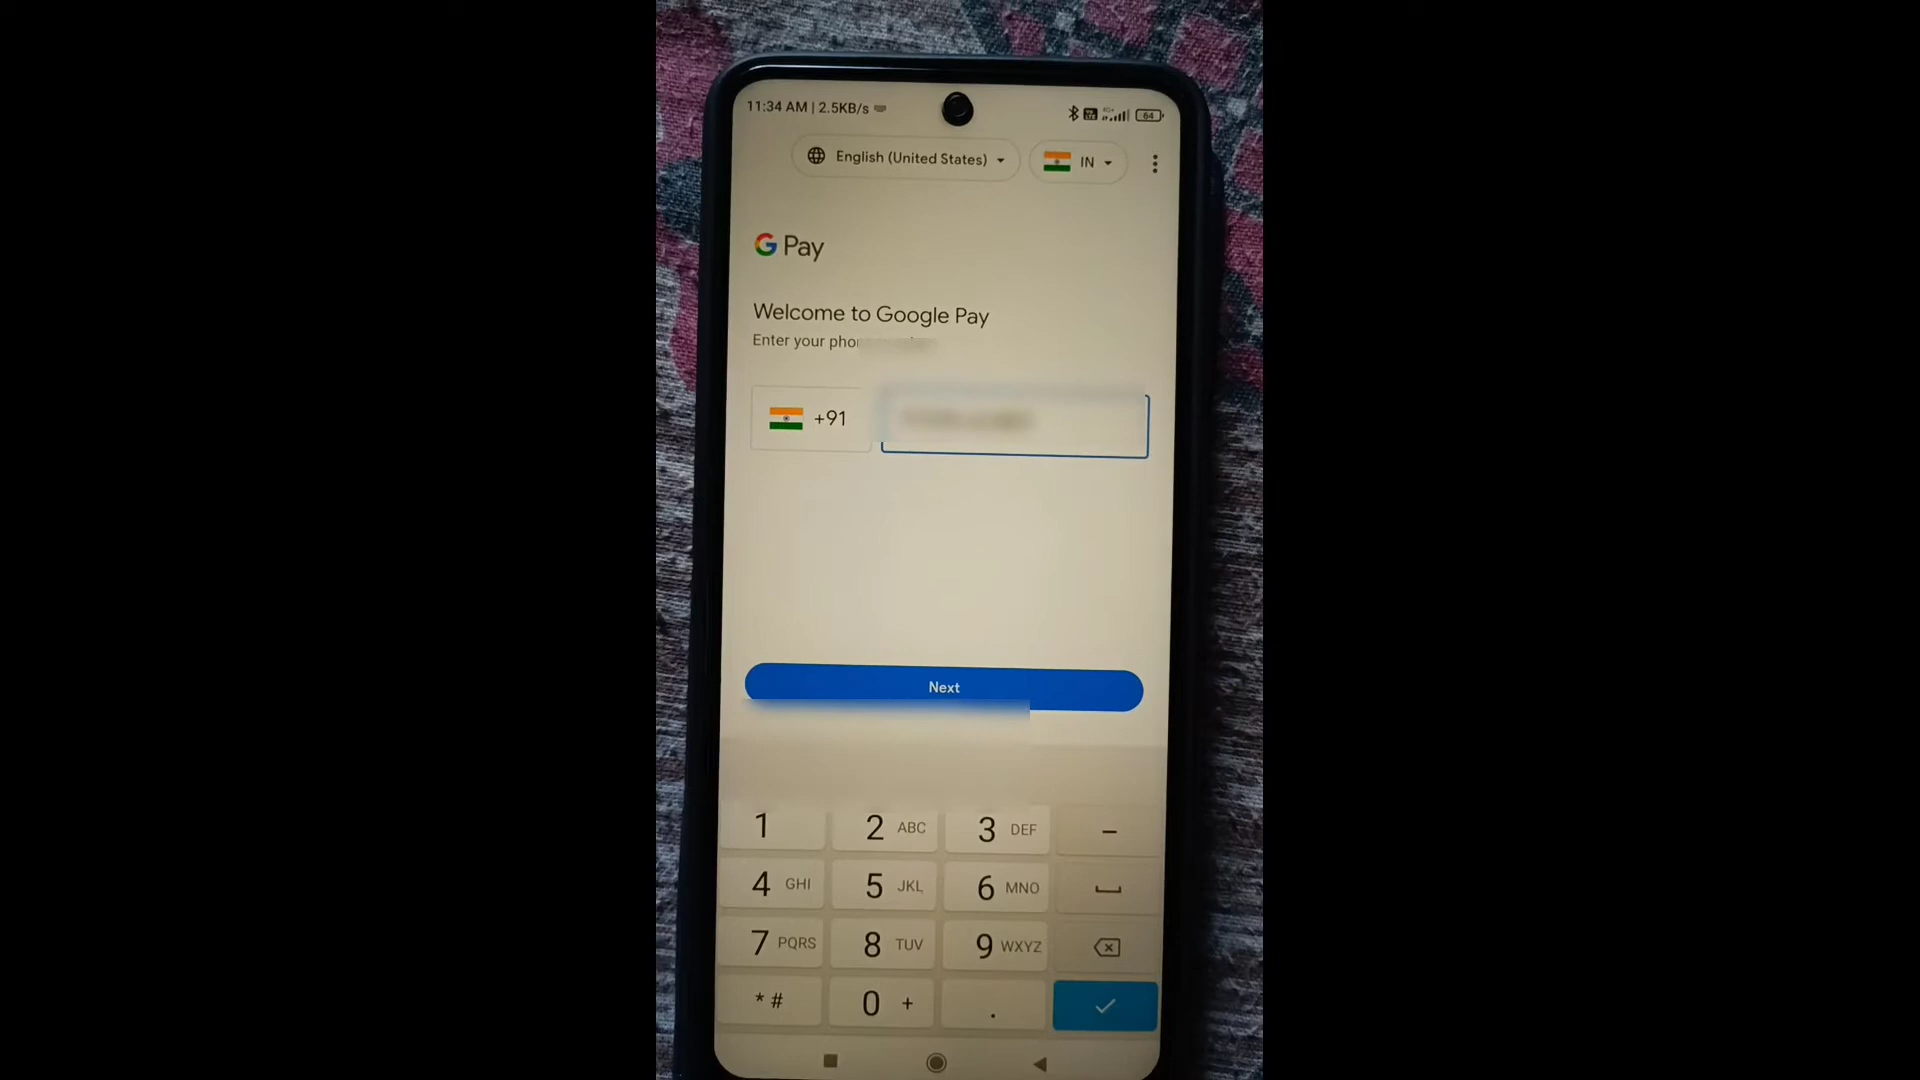 11:34 AM | 2.5KB/s
64
English (United States)
IN
G Pay
Welcome to Google Pay
Enter your pho
+91
Next
1
2 ABC
3 DEF
-
4 GHI
5 JKL
6 MNO
7 PQRS
8 TUV
9 WXYZ
* #
0 +
.